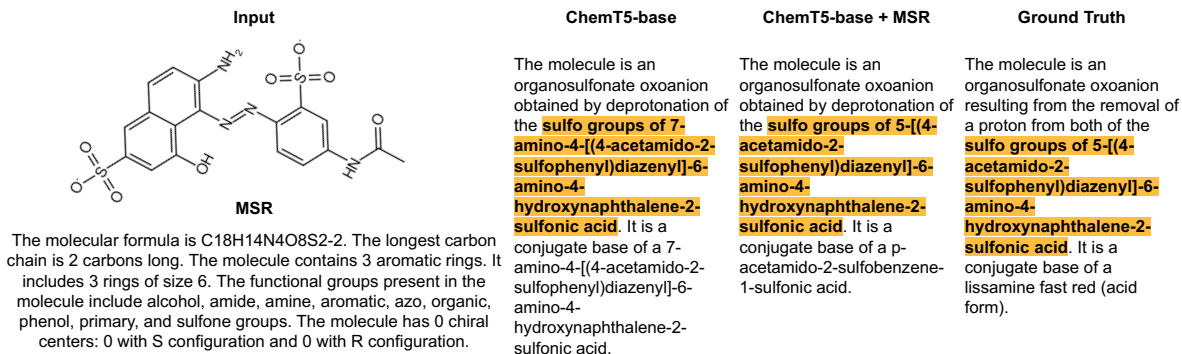 Input
NH2
O-
O=S=O
N=N
OH
O
HN
O-
S
O
O
MSR
The molecular formula is C18H14N4O8S2-2. The longest carbon
chain is 2 carbons long. The molecule contains 3 aromatic rings. It
includes 3 rings of size 6. The functional groups present in the
molecule include alcohol, amide, amine, aromatic, azo, organic,
phenol, primary, and sulfone groups. The molecule has 0 chiral
centers: 0 with S configuration and 0 with R configuration.
ChemT5-base
The molecule is an
organosulfonate oxoanion
obtained by deprotonation of
the sulfo groups of 7-
amino-4-[(4-acetamido-2-
sulfophenyl)diazenyl]-6-
amino-4-
hydroxynaphthalene-2-
sulfonic acid. It is a
conjugate base of a 7-
amino-4-[(4-acetamido-2-
sulfophenyl)diazenyl]-6-
amino-4-
hydroxynaphthalene-2-
sulfonic acid.
ChemT5-base + MSR
The molecule is an
organosulfonate oxoanion
obtained by deprotonation of
the sulfo groups of 5-[(4-
acetamido-2-
sulfophenyl)diazenyl]-6-
amino-4-
hydroxynaphthalene-2-
sulfonic acid. It is a
conjugate base of a p-
acetamido-2-sulfobenzene-
1-sulfonic acid.
Ground Truth
The molecule is an
organosulfonate oxoanion
resulting from the removal of
a proton from both of the
sulfo groups of 5-[(4-
acetamido-2-
sulfophenyl)diazenyl]-6-
amino-4-
hydroxynaphthalene-2-
sulfonic acid. It is a
conjugate base of a
lissamine fast red (acid
form).